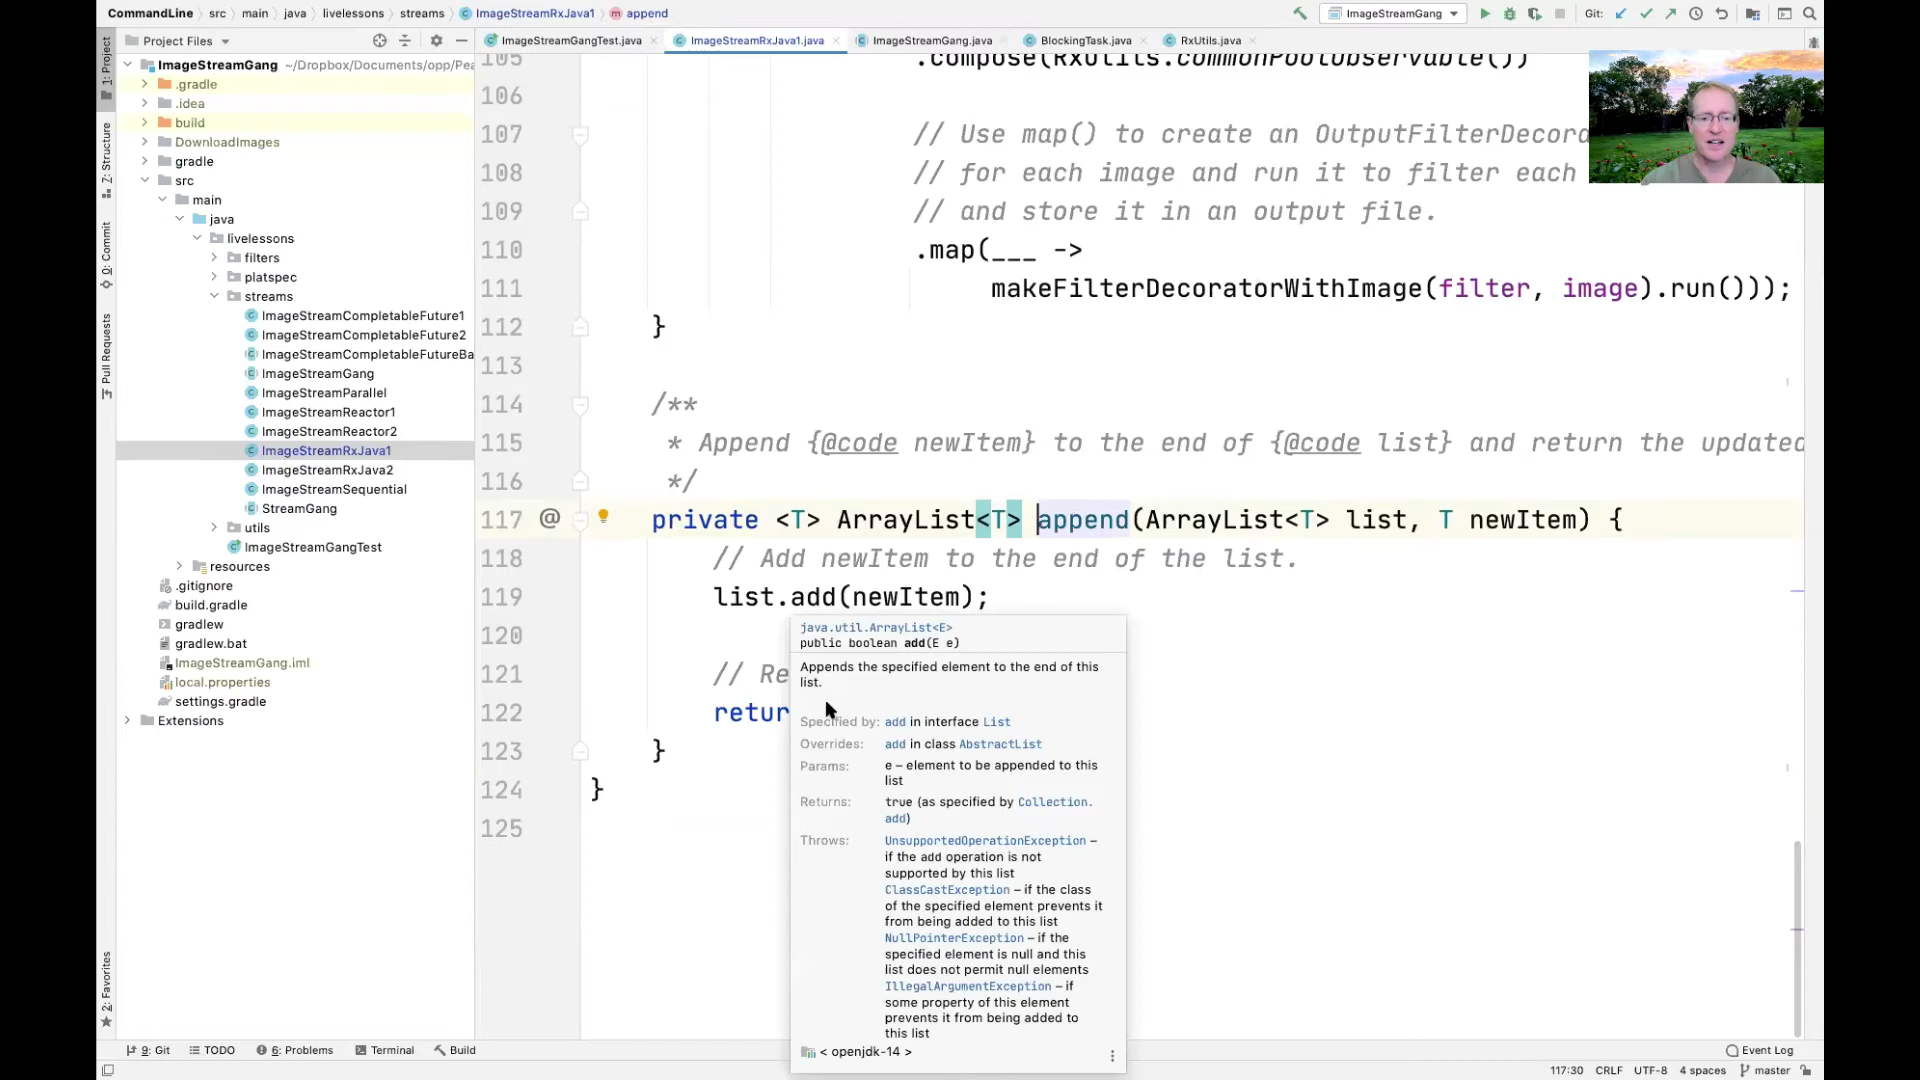 CommandLine src main java livelessons streams ImageStreamRxJava1 append
ImageStreamGang
Git:
Project Files
ImageStreamGangTest.java
ImageStreamRxJava1.java
ImageStreamGang.java
BlockingTask.java
RxUtils.java
1: Project
7: Structure
0: Commit
Pull Requests
2: Favorites
ImageStreamGang ~/Dropbox/Documents/opp/Pea
.gradle
.idea
build
DownloadImages
gradle
src
main
java
livelessons
filters
platspec
streams
ImageStreamCompletableFuture1
ImageStreamCompletableFuture2
ImageStreamCompletableFutureBa
ImageStreamGang
ImageStreamParallel
ImageStreamReactor1
ImageStreamReactor2
ImageStreamRxJava1
ImageStreamRxJava2
ImageStreamSequential
StreamGang
utils
ImageStreamGangTest
resources
.gitignore
build.gradle
gradlew
gradlew.bat
ImageStreamGang.iml
local.properties
settings.gradle
Extensions
105 .compose(RxUtils.commonPoolObservable())
106
107 // Use map() to create an OutputFilterDecora
108 // for each image and run it to filter each
109 // and store it in an output file.
110 .map(___ ->
111 makeFilterDecoratorWithImage(filter, image).run()));
112 }
113
114 /**
115 * Append {@code newItem} to the end of {@code list} and return the updated
116 */
117 @ private <T> ArrayList<T> append(ArrayList<T> list, T newItem) {
118 // Add newItem to the end of the list.
119 list.add(newItem);
120
121 // Re
122 retur
123 }
124 }
125
java.util.ArrayList<E>
public boolean add(E e)
Appends the specified element to the end of this
list.
Specified by: add in interface List
Overrides: add in class AbstractList
Params: e – element to be appended to this
list
Returns: true (as specified by Collection.
add)
Throws: UnsupportedOperationException –
if the add operation is not
supported by this list
ClassCastException – if the class
of the specified element prevents it
from being added to this list
NullPointerException – if the
specified element is null and this
list does not permit null elements
IllegalArgumentException – if
some property of this element
prevents it from being added to
this list
< openjdk-14 >
9: Git
TODO
6: Problems
Terminal
Build
Event Log
117:30 CRLF UTF-8 4 spaces master